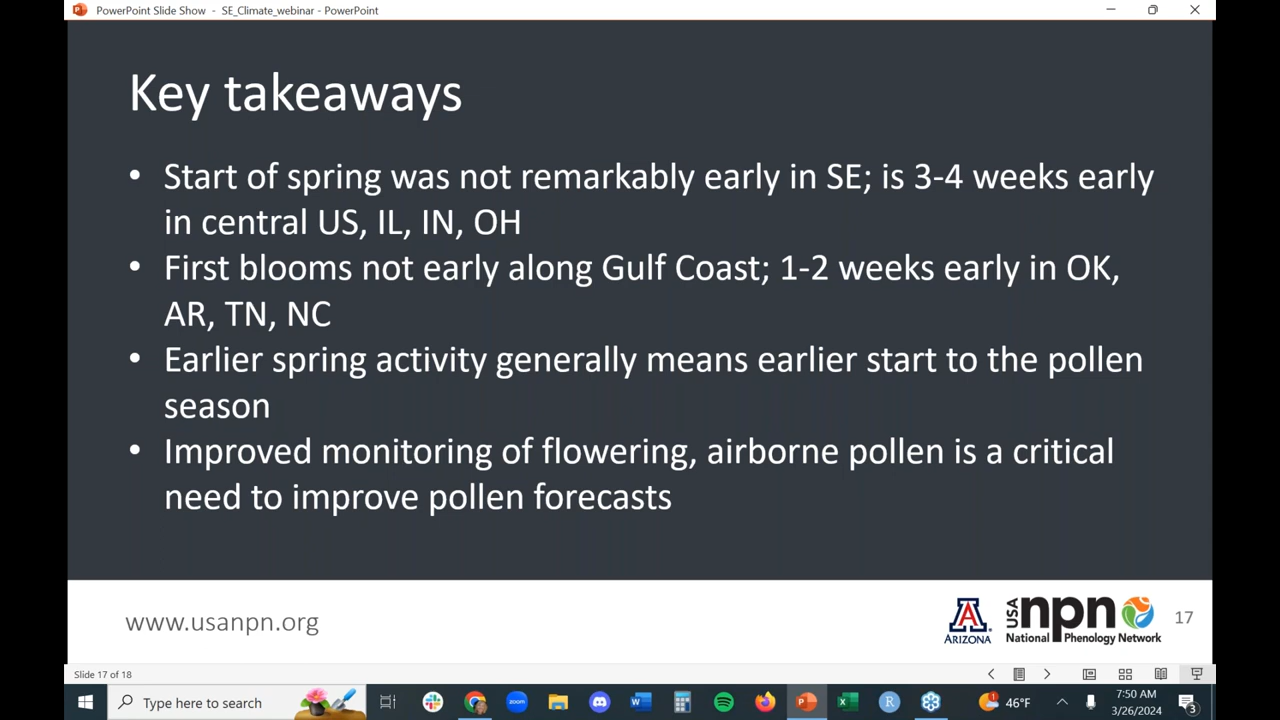 PowerPoint Slide Show - SE_Climate_webinar - PowerPoint
Key takeaways
• Start of spring was not remarkably early in SE; is 3-4 weeks early
in central US, IL, IN, OH
• First blooms not early along Gulf Coast; 1-2 weeks early in OK,
AR, TN, NC
• Earlier spring activity generally means earlier start to the pollen
season
• Improved monitoring of flowering, airborne pollen is a critical
need to improve pollen forecasts
www.usanpn.org
A
ARIZONA
USA npn
National Phenology Network
17
Slide 17 of 18
Type here to search
zoom
W
P
X
R
1
46°F
7:50 AM
3/26/2024
3